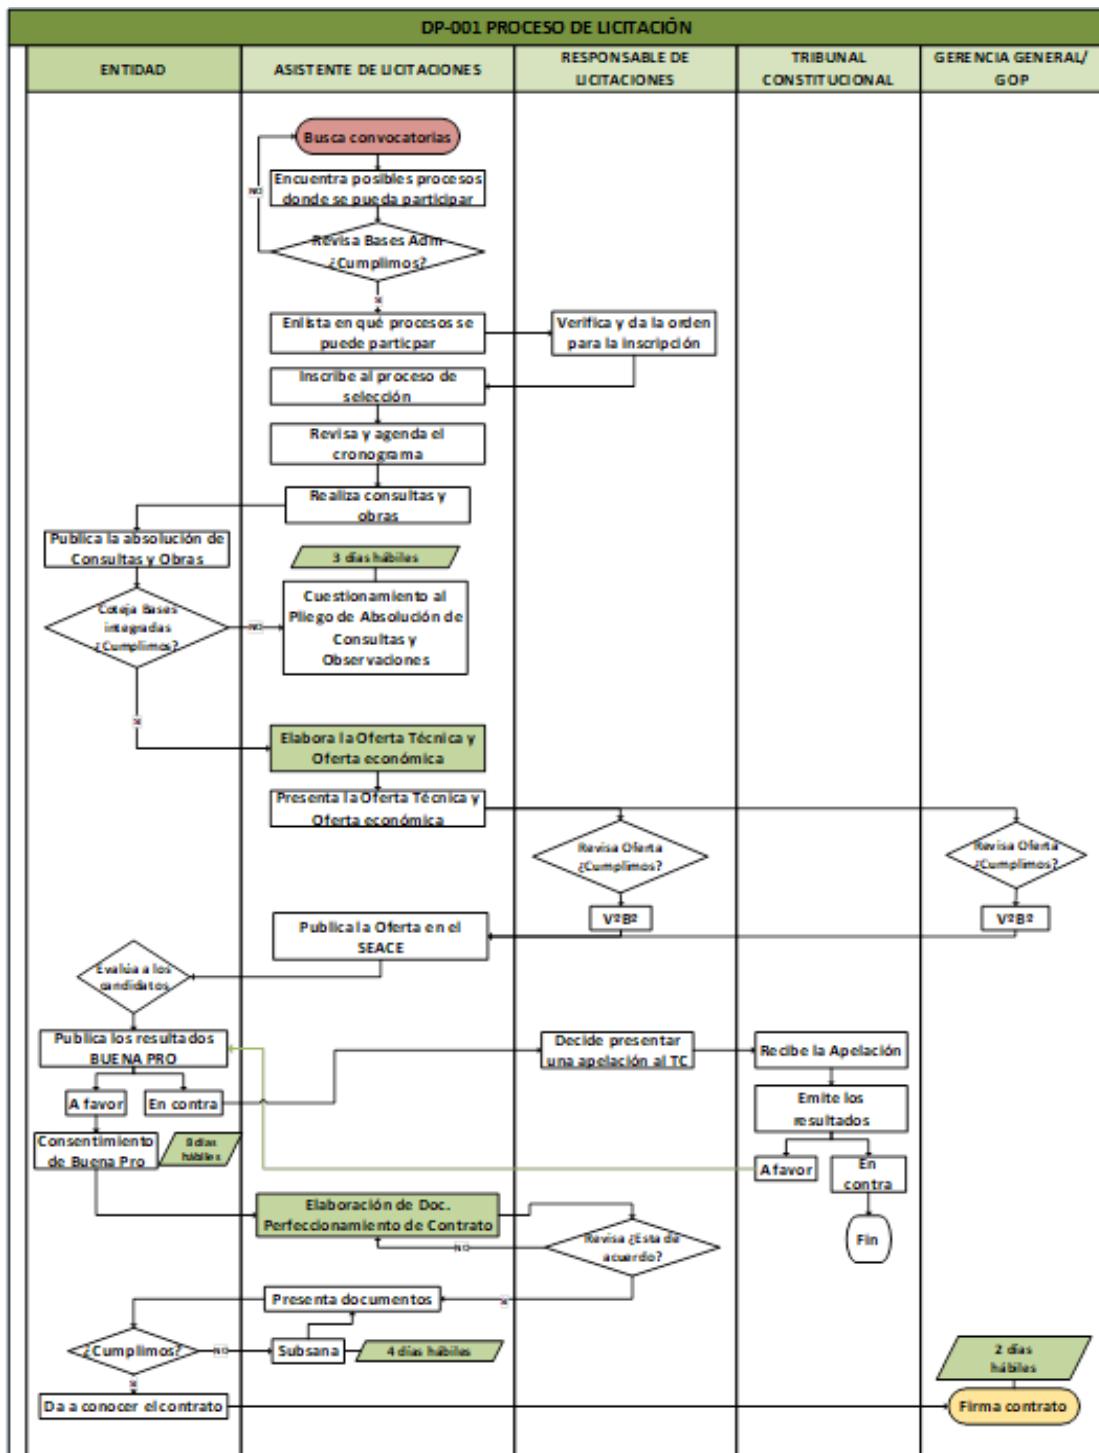 DP-001 PROCESO DE LICITACIÓN
ENTIDAD
ASISTENTE DE LICITACIONES
RESPONSABLE DE
LICITACIONES
TRIBUNAL
CONSTITUCIONAL
GERENCIA GENERAL/
GOP
Busca convocatorias
Encuentra posibles procesos
donde se pueda participar
NO
Revisa Bases Adm
¿Cumplimos?
Enlista en qué procesos se
puede particpar
Verifica y da la orden
para la inscripción
Inscribe al proceso de
selección
Revisa y agenda el
cronograma
Realiza consultas y
obras
Publica la absolución de
Consultas y Obras
3 días hábiles
Coteja Bases
integradas
¿Cumplimos?
NO
Cuestionamiento al
Pliego de Absolución de
Consultas y
Observaciones
Elabora la Oferta Técnica y
Oferta económica
Presenta la Oferta Técnica y
Oferta económica
Revisa Oferta
¿Cumplimos?
Revisa Oferta
¿Cumplimos?
VºBº
VºBº
Publica la Oferta en el
SEACE
Evalúa a los
candidatos
Publica los resultados
BUENA PRO
Decide presentar
una apelación al TC
Recibe la Apelación
A favor
En contra
Emite los
resultados
Consentimiento
de Buena Pro
8 días
hábiles
A favor
En
contra
Elaboración de Doc.
Perfeccionamiento de Contrato
Revisa ¿Esta de
acuerdo?
NO
Fin
Presenta documentos
¿Cumplimos?
NO
Subsana
4 días hábiles
2 días
hábiles
Da a conocer el contrato
Firma contrato